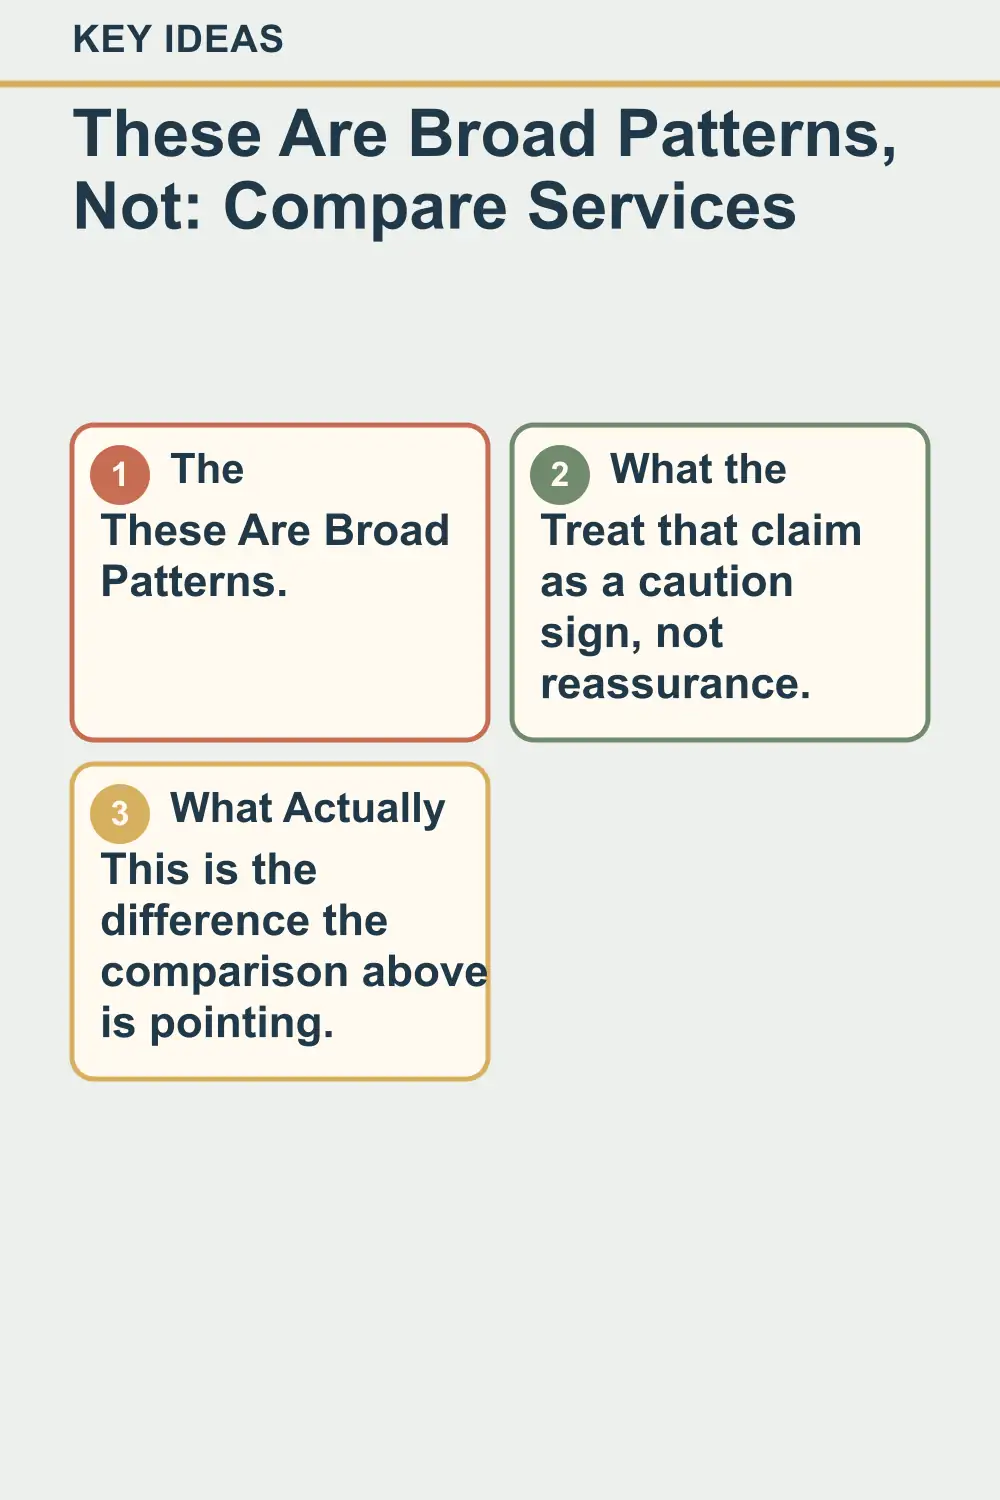 KEY IDEAS
These Are Broad Patterns,
Not: Compare Services
1 The
These Are Broad
Patterns.
2 What the
Treat that claim
as a caution
sign, not
reassurance.
3 What Actually
This is the
difference the
comparison above
is pointing.